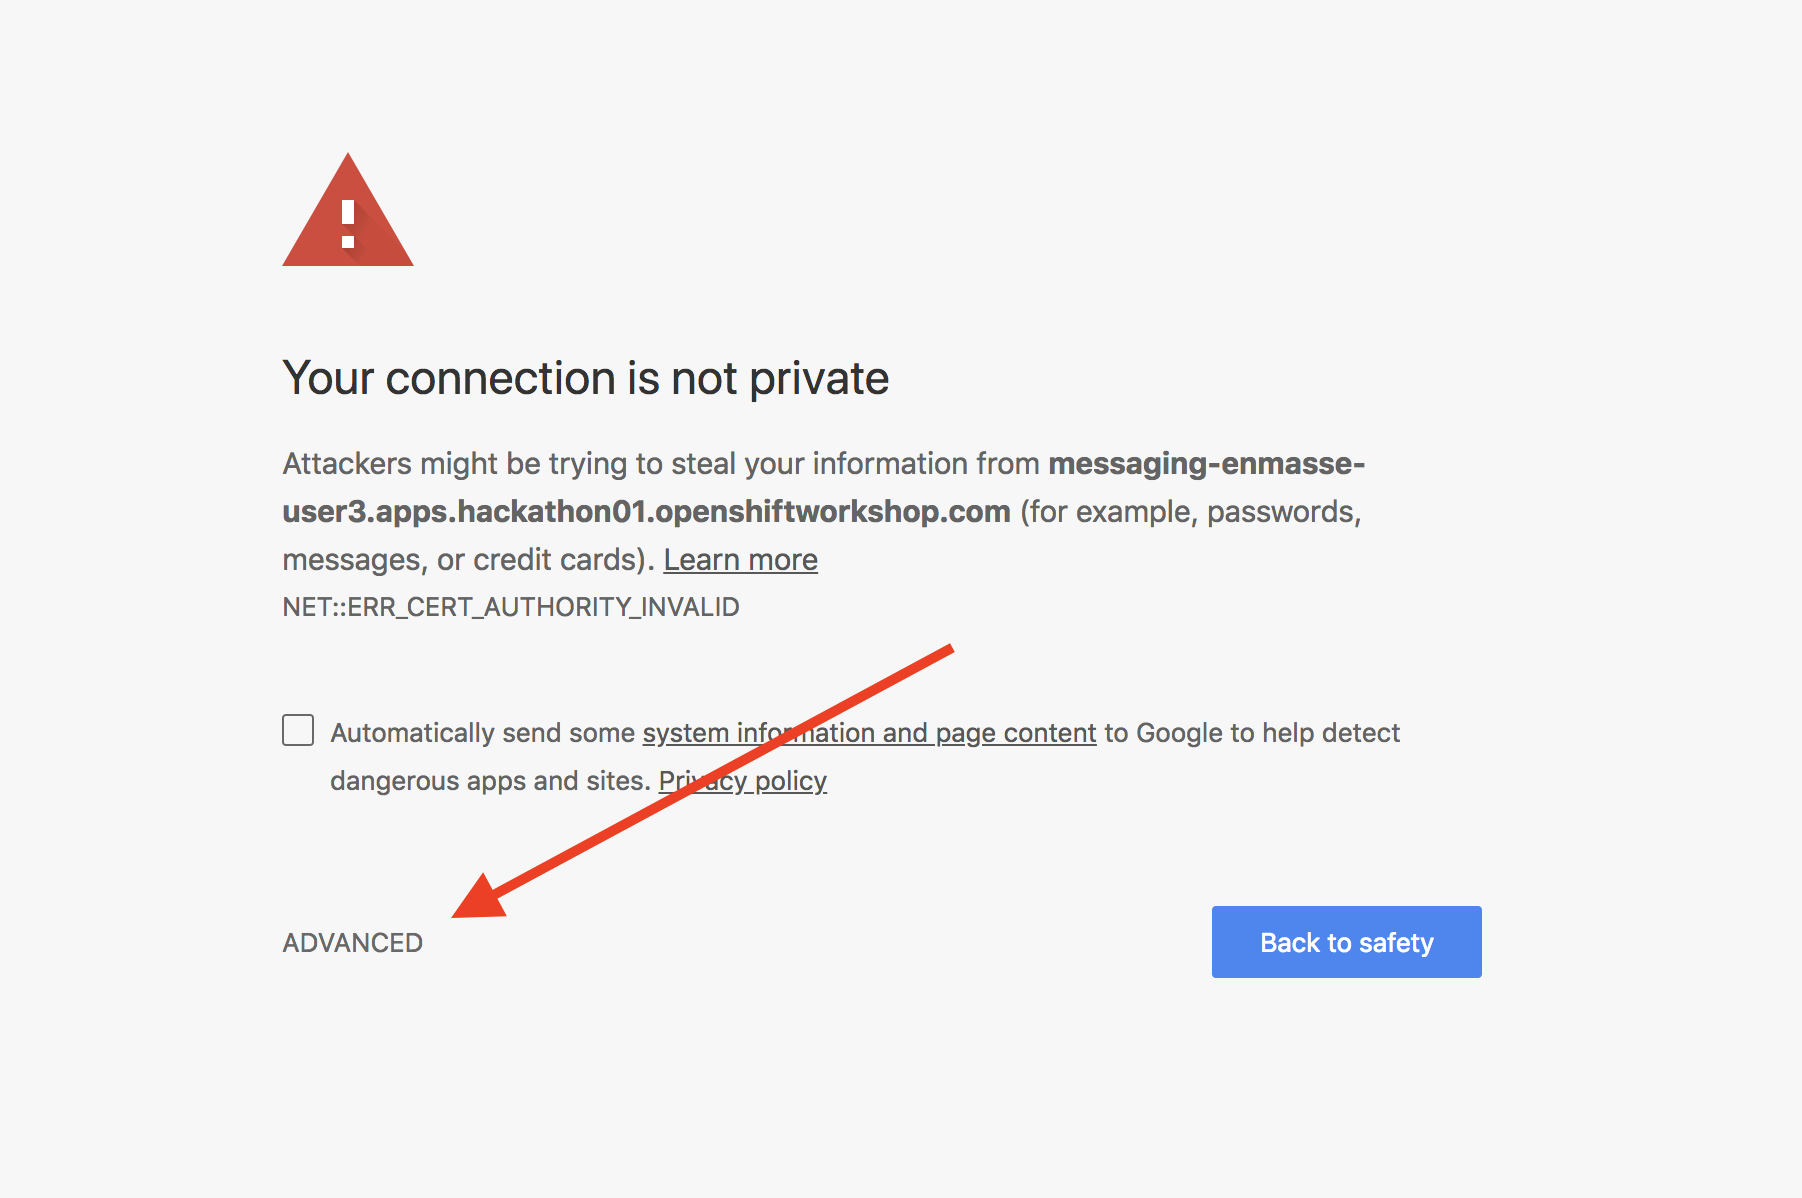 Your connection is not private
Attackers might be trying to steal your information from messaging-enmasse-
user3.apps.hackathon01.openshiftworkshop.com (for example, passwords,
messages, or credit cards). Learn more
NET::ERR_CERT_AUTHORITY_INVALID
Automatically send some system information and page content to Google to help detect
dangerous apps and sites. Privacy policy
ADVANCED
Back to safety